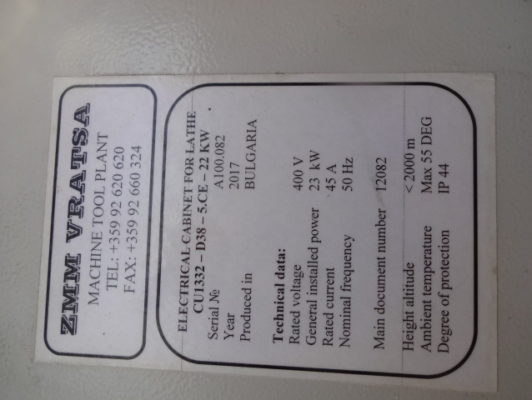 ZMM VRATSA
MACHINE TOOL PLANT
TEL: +359 92 620 620
FAX: +359 92 660 324
ELECTRICAL CABINET FOR LATHE
CU1332 – D38 – 5.CE – 22 KW
Serial № A100.082
Year 2017
Produced in BULGARIA
Technical data:
Rated voltage 400 V
General installed power 23 kW
Rated current 45 A
Nominal frequency 50 Hz
Main document number 12082
Height altitude < 2000 m
Ambient temperature Max 55 DEG
Degree of protection IP 44